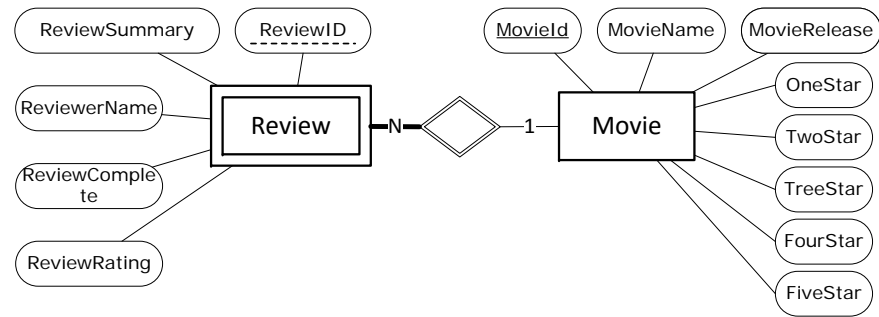 ReviewSummary
ReviewID
MovieId
MovieName
MovieRelease
ReviewerName
OneStar
Review
N
1
Movie
TwoStar
ReviewComple
te
TreeStar
ReviewRating
FourStar
FiveStar